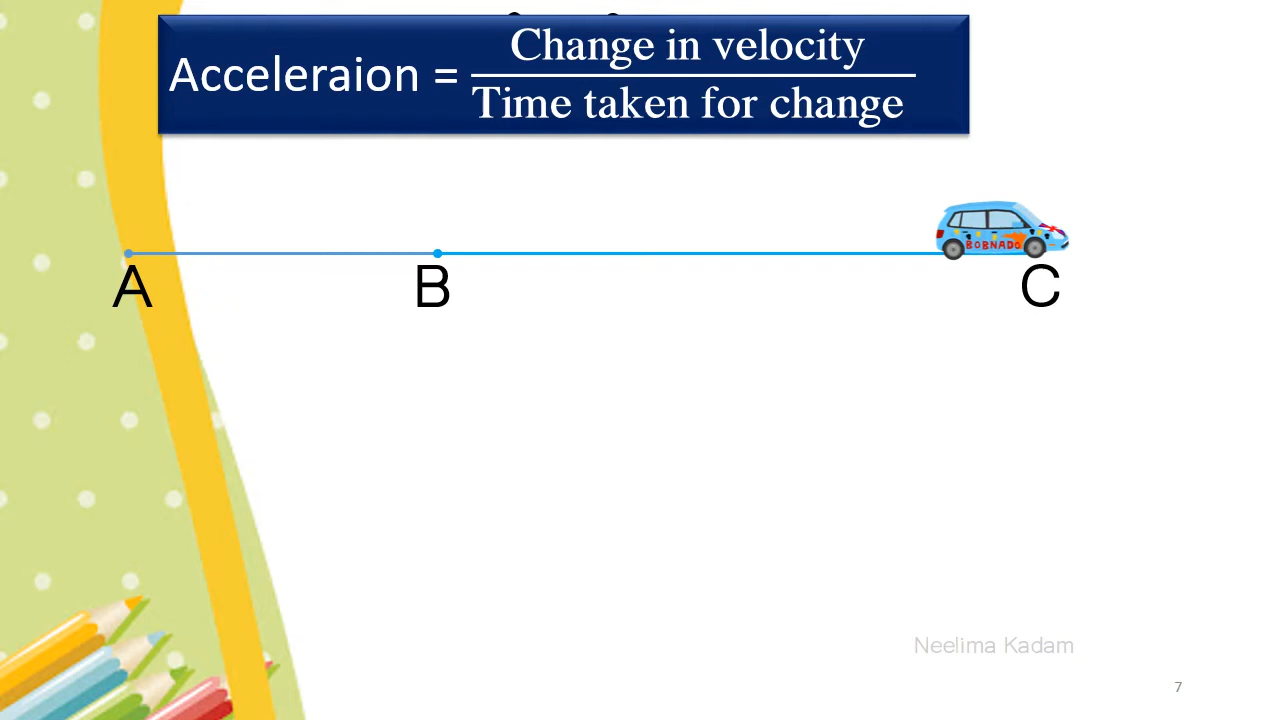 Acceleraion = Change in velocity
Time taken for change
BOBNADO
A B C
Neelima Kadam
7